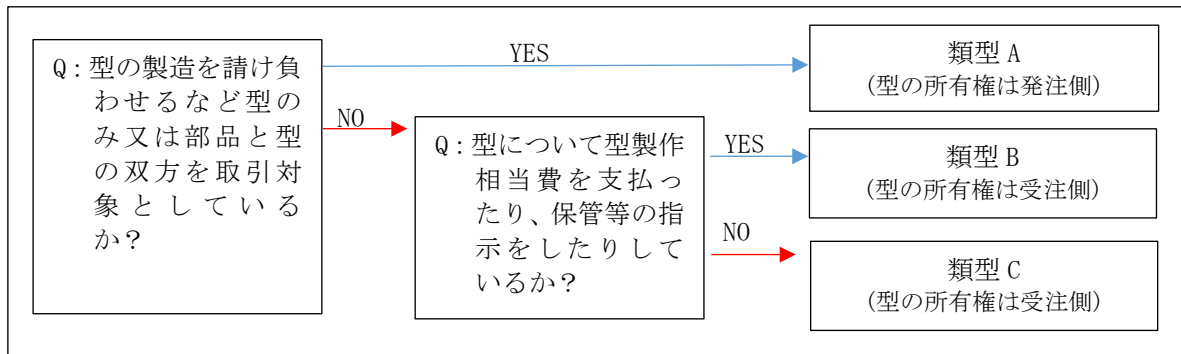 Q：型の製造を請け負
わせるなど型の
み又は部品と型
の双方を取引対
象としている
か？
YES
NO
類型 A
(型の所有権は発注側)
Q：型について型製作
相当費を支払っ
たり、保管等の指
示をしたりして
いるか？
YES
NO
類型 B
(型の所有権は受注側)
類型 C
(型の所有権は受注側)